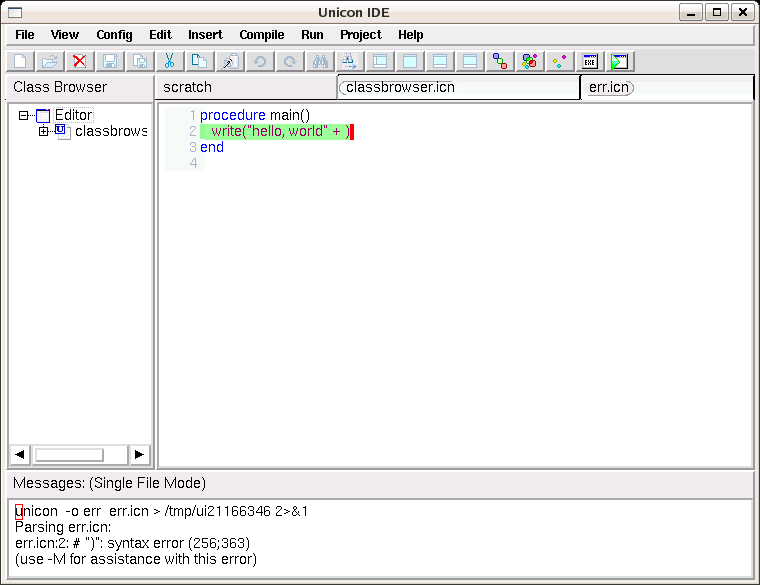 Unicon IDE
File View Config Edit Insert Compile Run Project Help
EXE
Class Browser
scratch
classbrowser.icn
err.icn
Editor
classbrows
1 procedure main()
2 write("hello, world" + )
3 end
4
Messages: (Single File Mode)
unicon -o err err.icn > /tmp/ui21166346 2>&1
Parsing err.icn:
err.icn:2: # ")": syntax error (256;363)
(use -M for assistance with this error)